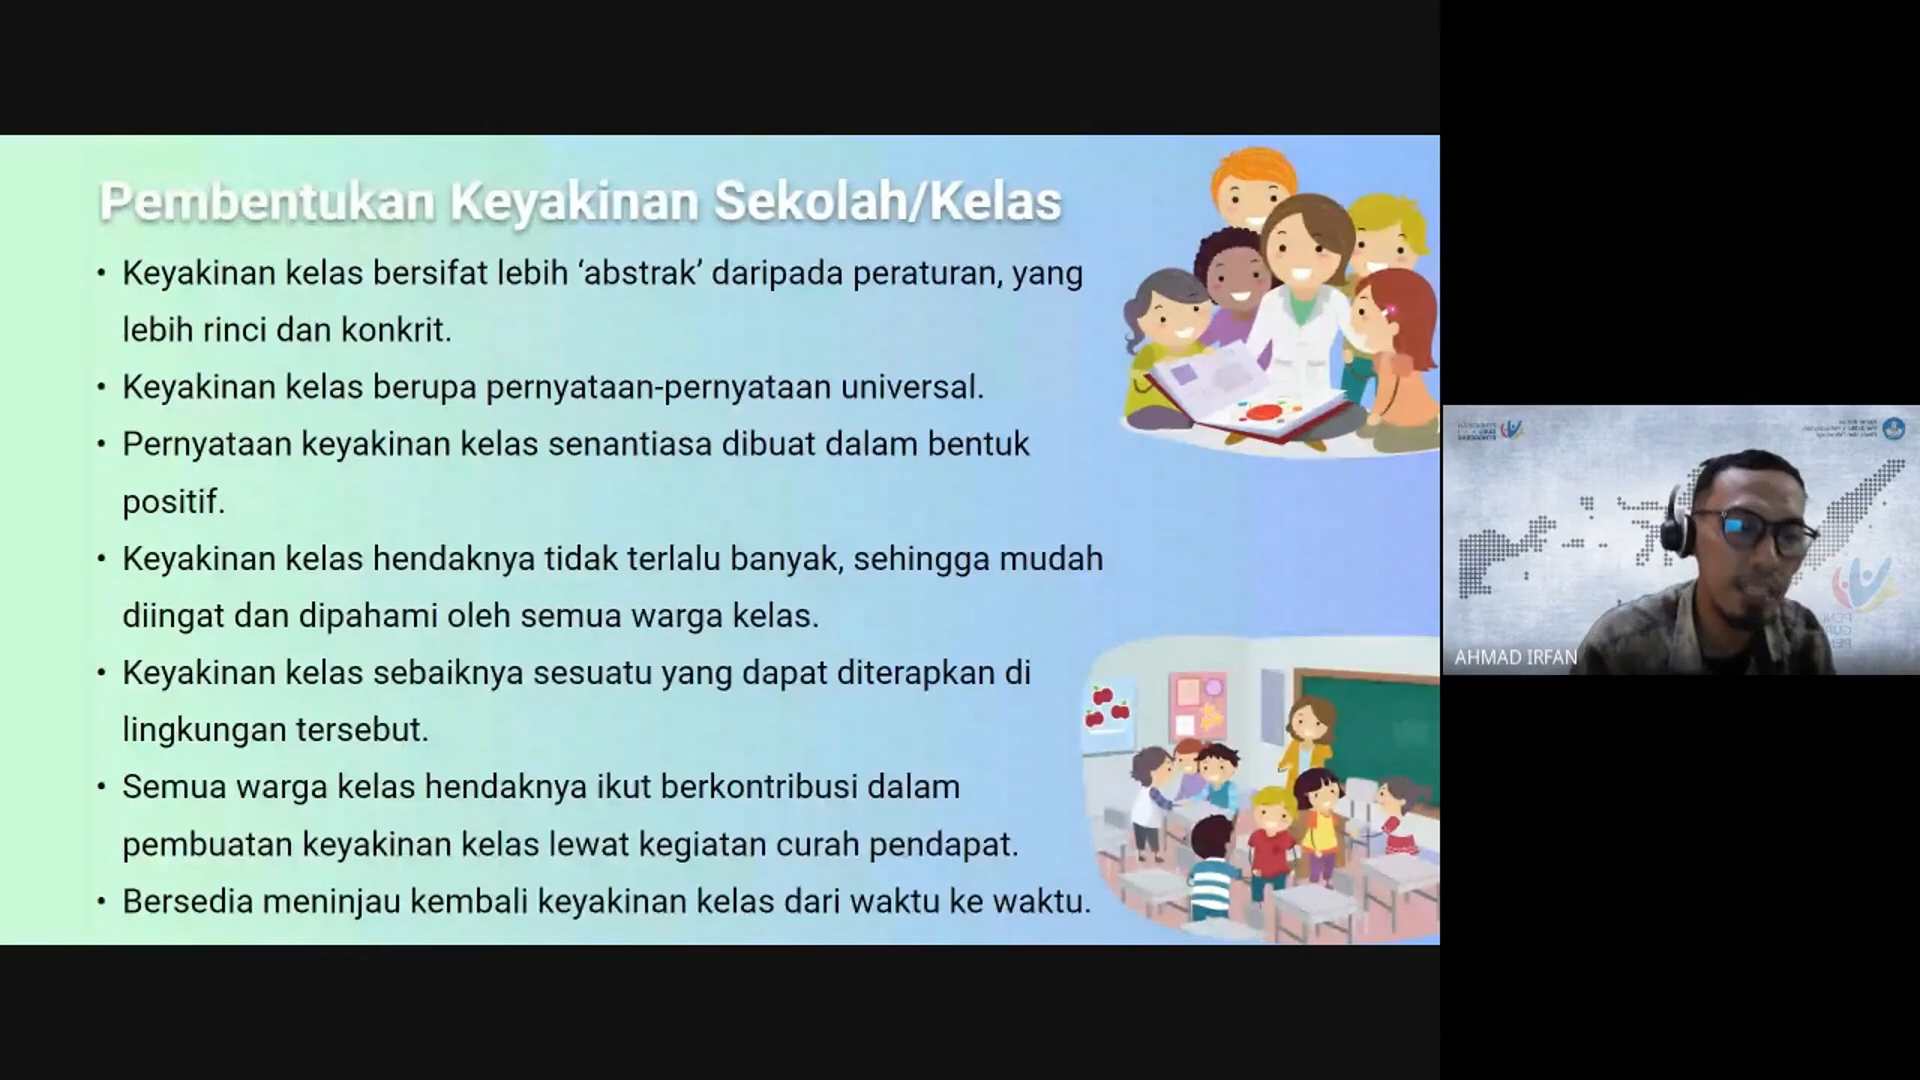 Pembentukan Keyakinan Sekolah/Kelas
• Keyakinan kelas bersifat lebih ‘abstrak’ daripada peraturan, yang
lebih rinci dan konkrit.
• Keyakinan kelas berupa pernyataan-pernyataan universal.
• Pernyataan keyakinan kelas senantiasa dibuat dalam bentuk
positif.
• Keyakinan kelas hendaknya tidak terlalu banyak, sehingga mudah
diingat dan dipahami oleh semua warga kelas.
• Keyakinan kelas sebaiknya sesuatu yang dapat diterapkan di
lingkungan tersebut.
• Semua warga kelas hendaknya ikut berkontribusi dalam
pembuatan keyakinan kelas lewat kegiatan curah pendapat.
• Bersedia meninjau kembali keyakinan kelas dari waktu ke waktu.
AHMAD IRFAN